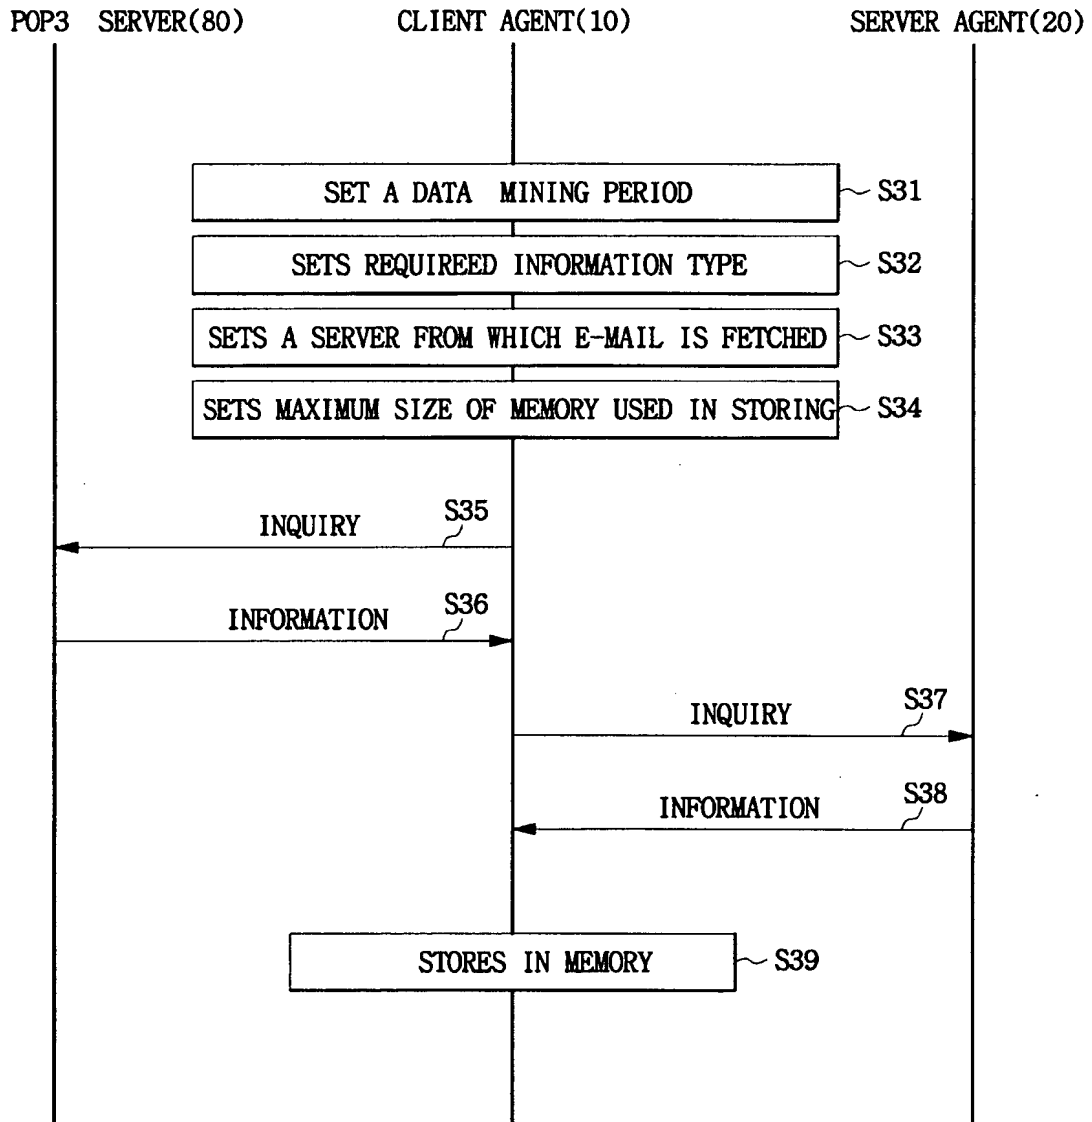 POP3 SERVER(80) CLIENT AGENT(10) SERVER AGENT(20)
SET A DATA MINING PERIOD S31
SETS REQUIREED INFORMATION TYPE S32
SETS A SERVER FROM WHICH E-MAIL IS FETCHED S33
SETS MAXIMUM SIZE OF MEMORY USED IN STORING S34
INQUIRY S35
INFORMATION S36
INQUIRY S37
INFORMATION S38
STORES IN MEMORY S39